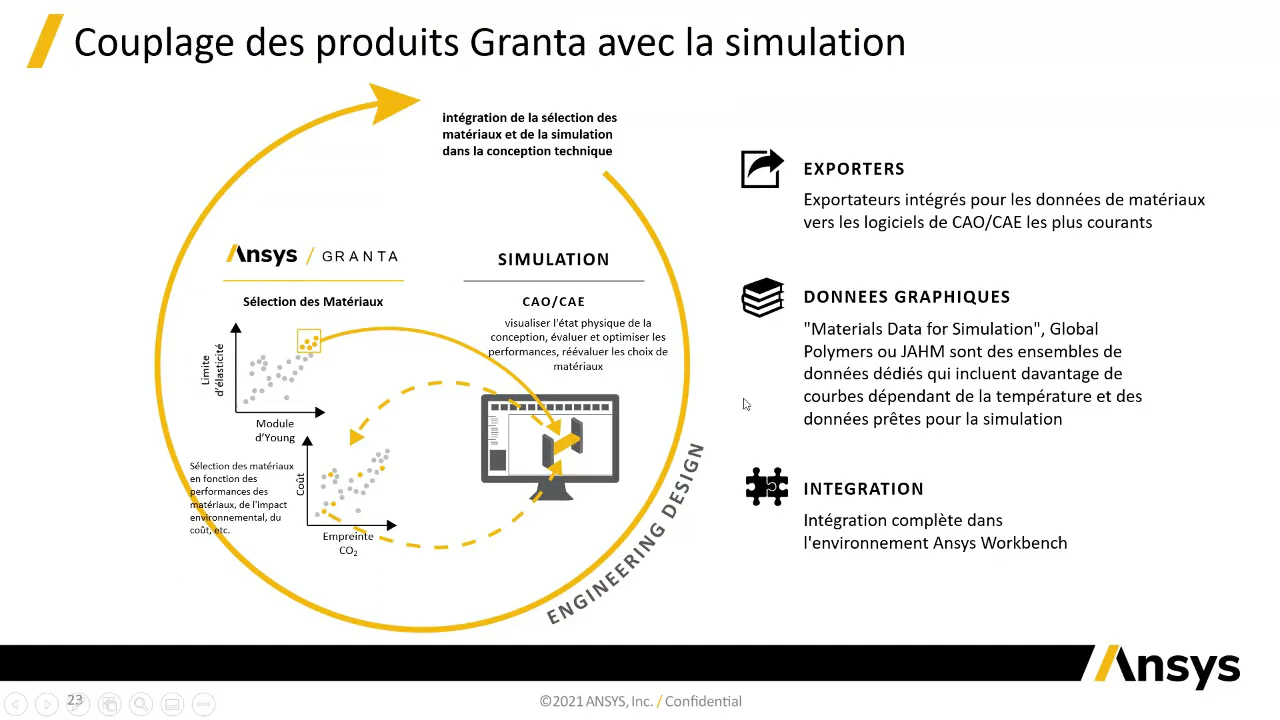 Couplage des produits Granta avec la simulation
intégration de la sélection des
matériaux et de la simulation
dans la conception technique
Ansys / GRANTA
Sélection des Matériaux
Limite
d'élasticité
Module
d'Young
Sélection des matériaux
en fonction des
performances des
matériaux, de l'impact
environnemental, du
coût, etc.
Coût
Empreinte
CO2
SIMULATION
CAO/CAE
visualiser l'état physique de la
conception, évaluer et optimiser les
performances, réévaluer les choix de
matériaux
ENGINEERING DESIGN
EXPORTERS
Exportateurs intégrés pour les données de matériaux
vers les logiciels de CAO/CAE les plus courants
DONNEES GRAPHIQUES
"Materials Data for Simulation", Global
Polymers ou JAHM sont des ensembles de
données dédiés qui incluent davantage de
courbes dépendant de la température et des
données prêtes pour la simulation
INTEGRATION
Intégration complète dans
l'environnement Ansys Workbench
Ansys
23
©2021 ANSYS, Inc. / Confidential